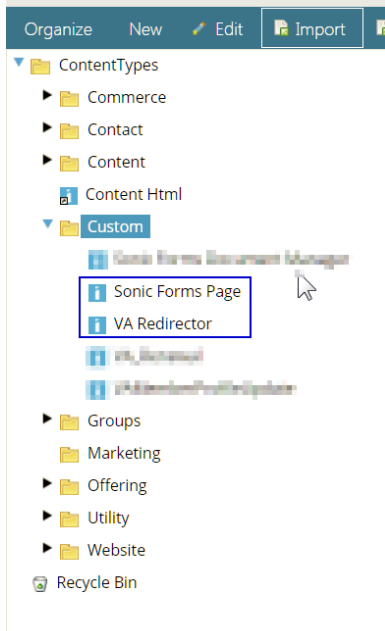 Organize New Edit Import
ContentTypes
Commerce
Contact
Content
Content Html
Custom
Sonic Forms Page
VA Redirector
Groups
Marketing
Offering
Utility
Website
Recycle Bin